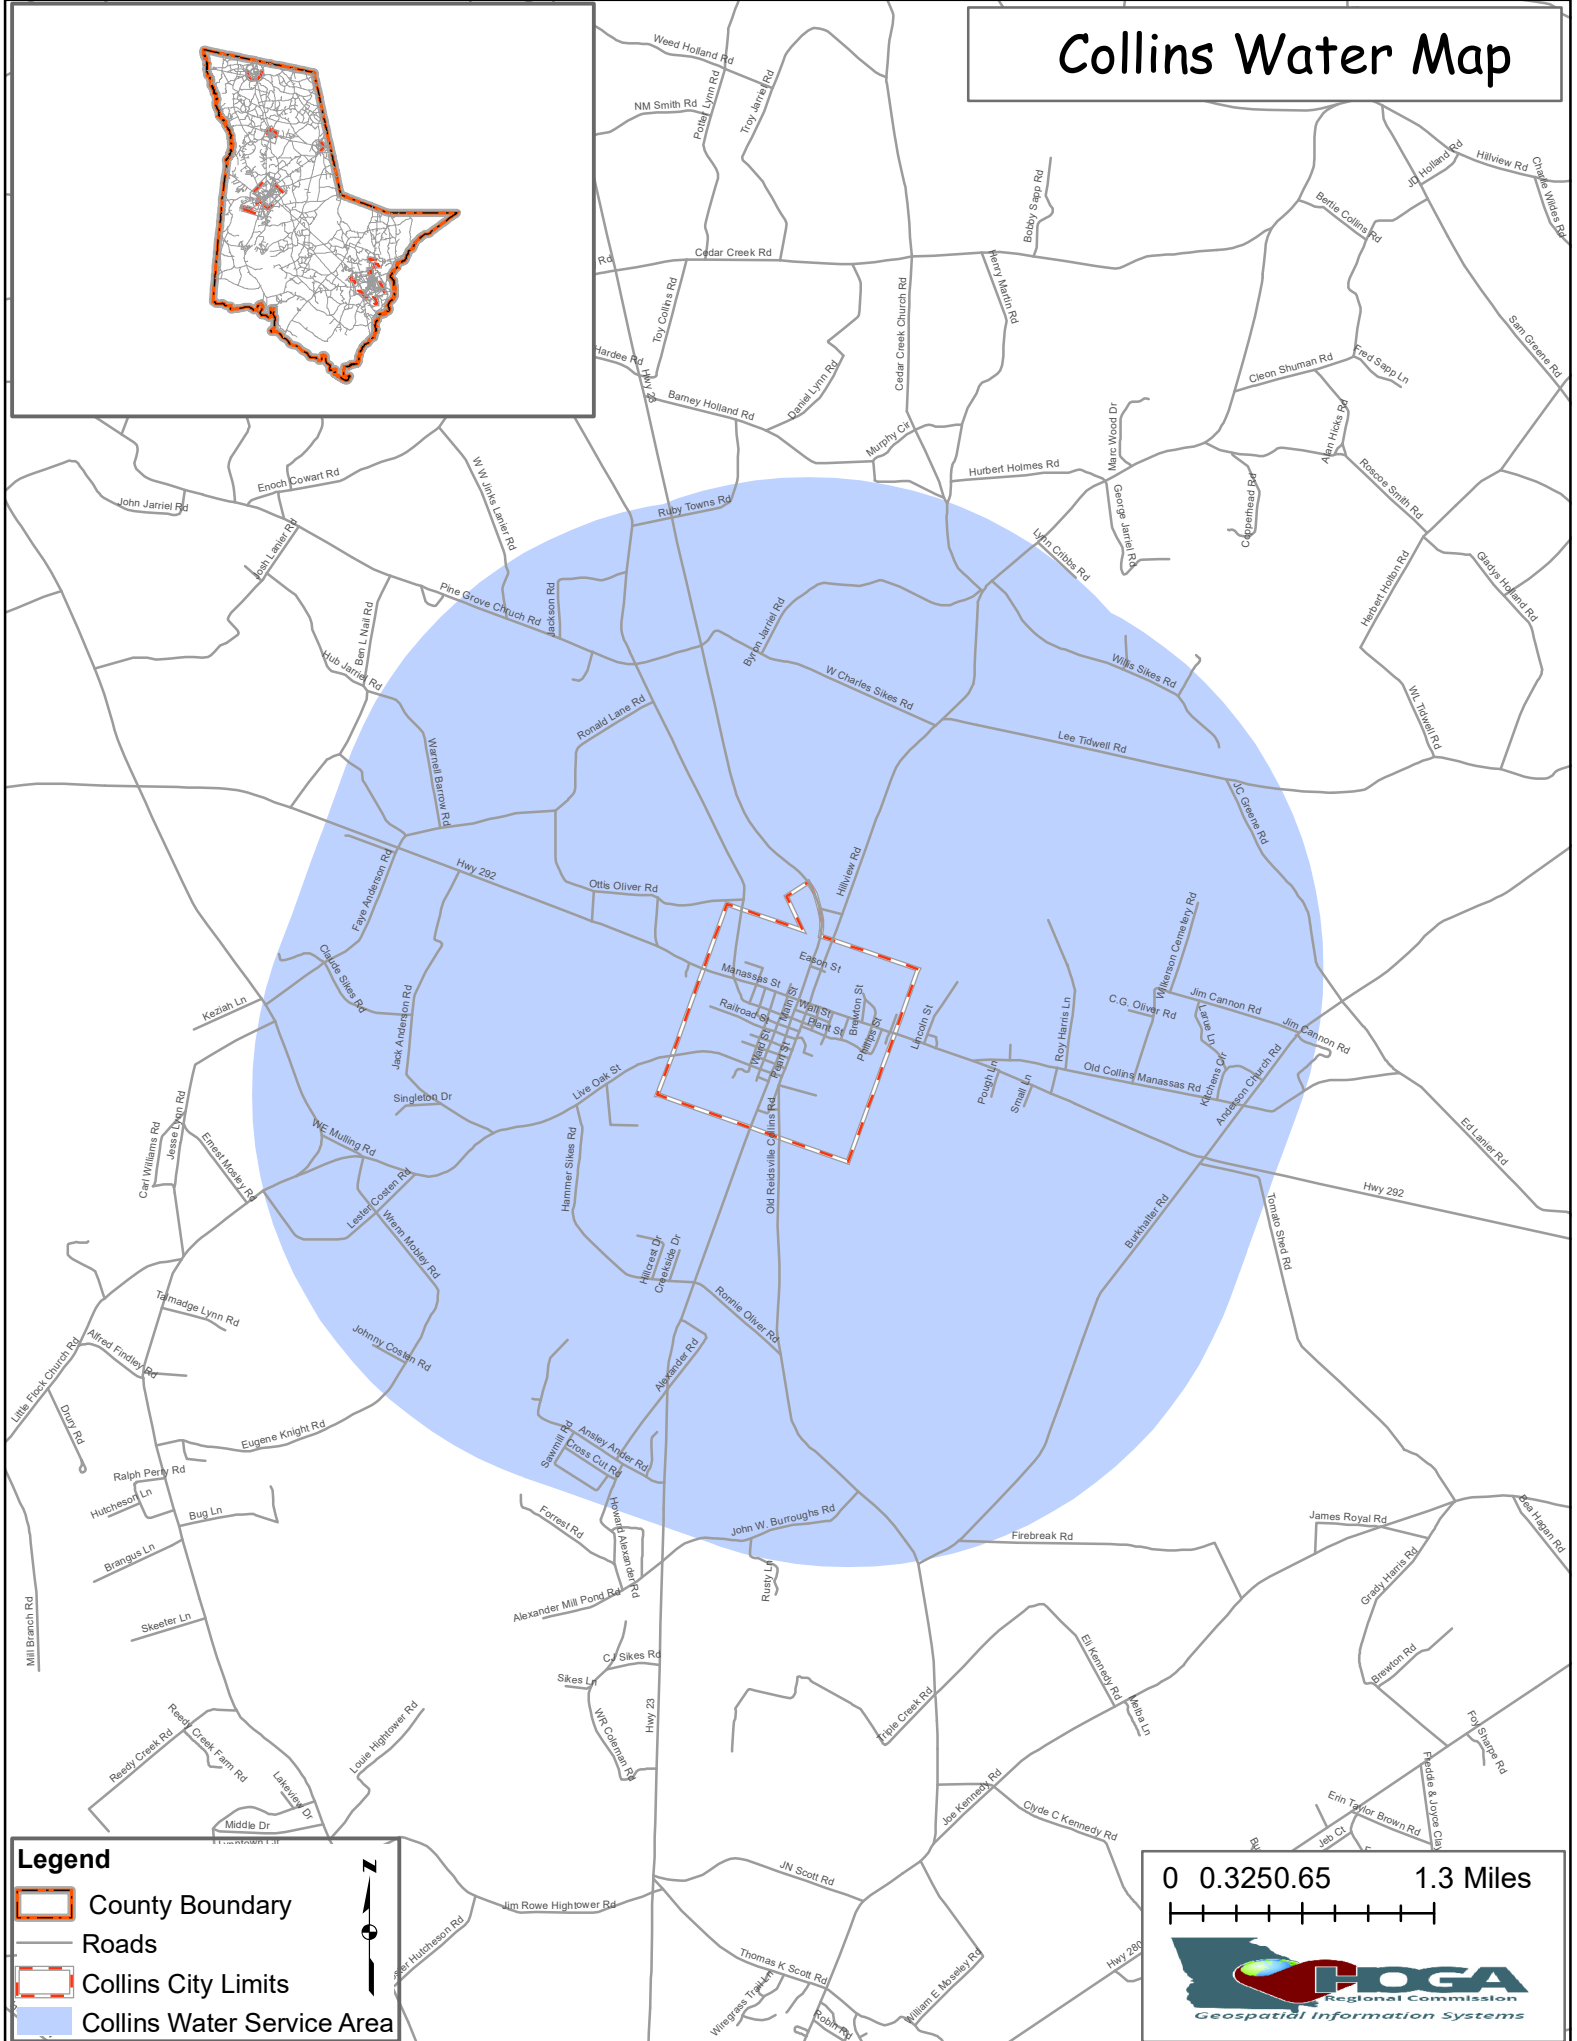 Collins Water Map
Weed Holland Rd
NM Smith Rd
Potter Lynn Rd
Troy Jarriel Rd
JD Holland Rd
Hillview Rd
Charlie Wildes Rd
Bobby Sapp Rd
Bertie Collins Rd
Rd
Cedar Creek Rd
Henry Martin Rd
Toy Collins Rd
Cedar Creek Church Rd
Sam Greene Rd
Hardee Rd
Hwy 23
Barney Holland Rd
Daniel Lynn Rd
Cleon Shuman Rd
Fred Sapp Ln
Murphy Cir
Marc Wood Dr
Alan Hicks Rd
Hurbert Holmes Rd
Roscoe Smith Rd
Enoch Cowart Rd
W W Jinks Lanier Rd
John Jarriel Rd
Ruby Towns Rd
George Jarriel Rd
Copperhead Rd
Josh Lanier Rd
Lynn Cribbs Rd
Herbert Holton Rd
Gladys Holland Rd
Pine Grove Chruch Rd
Jackson Rd
Ben L Nail Rd
Byron Jarriel Rd
Hub Jarriel Rd
W Charles Sikes Rd
Willis Sikes Rd
WL Tidwell Rd
Ronald Lane Rd
Warnell Barrow Rd
Lee Tidwell Rd
JC Greene Rd
Hwy 292
Ottis Oliver Rd
Hillview Rd
Faye Anderson Rd
Claude Sikes Rd
Eason St
Manassas St
Wilkerson Cemetery Rd
Keziah Ln
Jack Anderson Rd
Railroad St
Main St
Wall St
Plant St
Brewton St
Phillips St
Lincoln St
Roy Harris Ln
C.G. Oliver Rd
Jim Cannon Rd
Larue Ln
Jim Cannon Rd
Ward St
Pearl St
Live Oak St
Pough Ln
Small Ln
Old Collins Manassas Rd
Kitchens Cir
Anderson Church Rd
Singleton Dr
Carl Williams Rd
Jesse Lynn Rd
Ernest Mosley Rd
WE Mulling Rd
Hammer Sikes Rd
Old Reidsville Collins Rd
Ed Lanier Rd
Hwy 292
Lester Costen Rd
Wrenn Mobley Rd
Burkhalter Rd
Tomato Shed Rd
Hillcrest Dr
Creekside Dr
Talmadge Lynn Rd
Ronnie Oliver Rd
Alfred Findley Rd
Johnny Costen Rd
Alexander Rd
Little Flock Church Rd
Drury Rd
Eugene Knight Rd
Sawmill Rd
Ansley Ander Rd
Cross Cut Rd
Ralph Perry Rd
Hutcheson Ln
Bug Ln
Forrest Rd
Howard Alexander Rd
John W. Burroughs Rd
Firebreak Rd
James Royal Rd
Bea Hagan Rd
Brangus Ln
Rusty Ln
Grady Harris Rd
Alexander Mill Pond Rd
Mill Branch Rd
Skeeter Ln
CJ Sikes Rd
Sikes Ln
Eli Kennedy Rd
Brewton Rd
Melba Ln
Reedy Creek Rd
Reedy Creek Farm Rd
Louie Hightower Rd
WR Coleman Rd
Hwy 23
Triple Creek Rd
Foy Sharpe Rd
Lakeview Dr
Middle Dr
Joe Kennedy Rd
Clyde C Kennedy Rd
Freddie & Joyce Clay
Erin Taylor Brown Rd
Jeb Ct
JN Scott Rd
Jim Rowe Hightower Rd
Thomas K Scott Rd
Wiregrass Trail Ln
Robin Rd
William E Moseley Rd
Hwy 280
Legend
N
County Boundary
Roads
Collins City Limits
Collins Water Service Area
0 0.325 0.65 1.3 Miles
HOGA
Regional Commission
Geospatial Information Systems